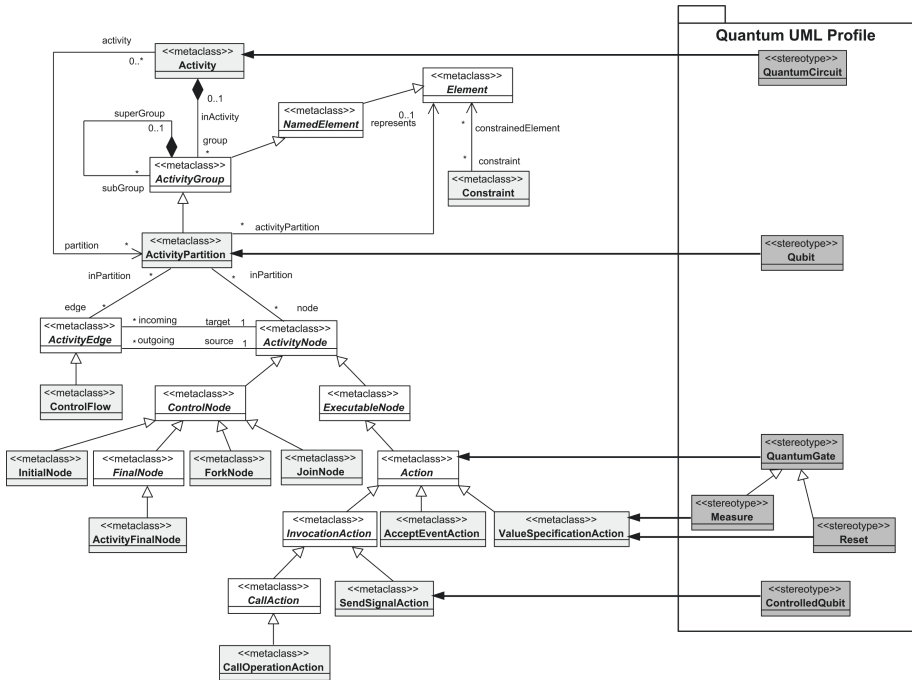 Quantum UML Profile
activity
0..*
<<metaclass>>
Activity
<<stereotype>>
QuantumCircuit
0..1
inActivity
superGroup
0..1
group
*
<<metaclass>>
Element
<<metaclass>>
NamedElement
0..1
represents
*
constrainedElement
<<metaclass>>
ActivityGroup
*
subGroup
*
constraint
<<metaclass>>
Constraint
*
activityPartition
partition
*
<<metaclass>>
ActivityPartition
<<stereotype>>
Qubit
inPartition
*
*
inPartition
edge
*
*
node
<<metaclass>>
ActivityEdge
* incoming
target
1
* outgoing
source
1
<<metaclass>>
ActivityNode
<<metaclass>>
ControlFlow
<<metaclass>>
ControlNode
<<metaclass>>
ExecutableNode
<<metaclass>>
InitialNode
<<metaclass>>
FinalNode
<<metaclass>>
ForkNode
<<metaclass>>
JoinNode
<<metaclass>>
Action
<<stereotype>>
QuantumGate
<<metaclass>>
ActivityFinalNode
<<metaclass>>
InvocationAction
<<metaclass>>
AcceptEventAction
<<metaclass>>
ValueSpecificationAction
<<stereotype>>
Measure
<<stereotype>>
Reset
<<metaclass>>
CallAction
<<metaclass>>
SendSignalAction
<<stereotype>>
ControlledQubit
<<metaclass>>
CallOperationAction